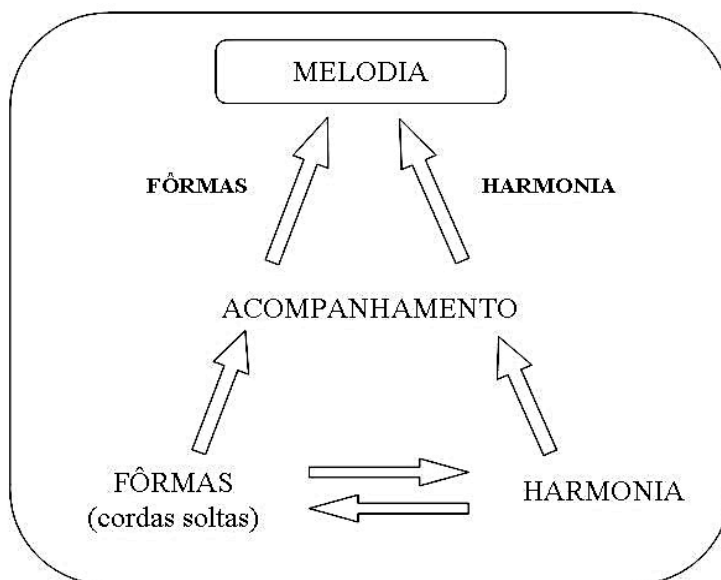 MELODIA
FÔRMAS HARMONIA
ACOMPANHAMENTO
FÔRMAS
(cordas soltas)
HARMONIA